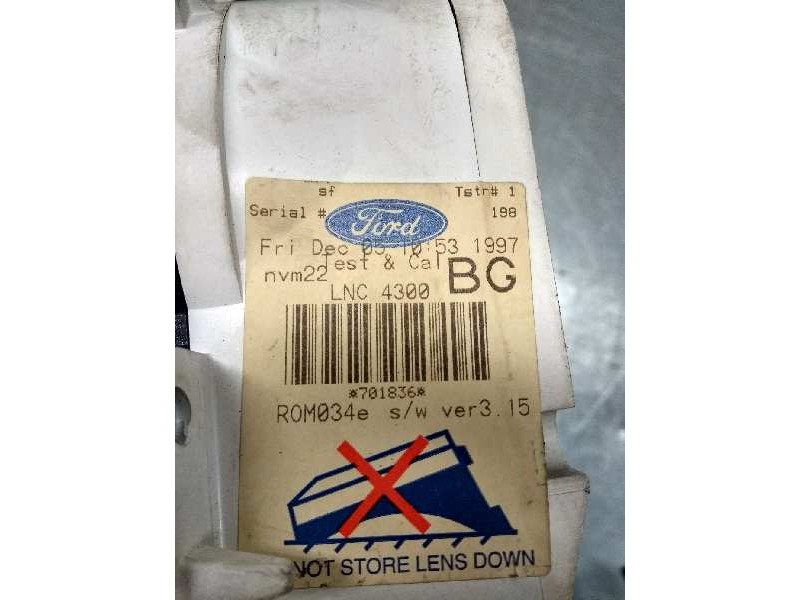 sf Tstr# 1
Serial # Ford 198
Fri Dec 05 10:53 1997
Test & Cal
nvm22 BG
LNC 4300
*701836*
ROM034e s/w ver3.15
NOT STORE LENS DOWN